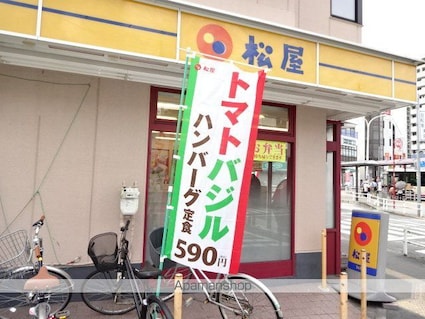 松屋
松屋
トマトバジル
ハンバーグ定食
590円
お弁当
松屋
Apamanshop